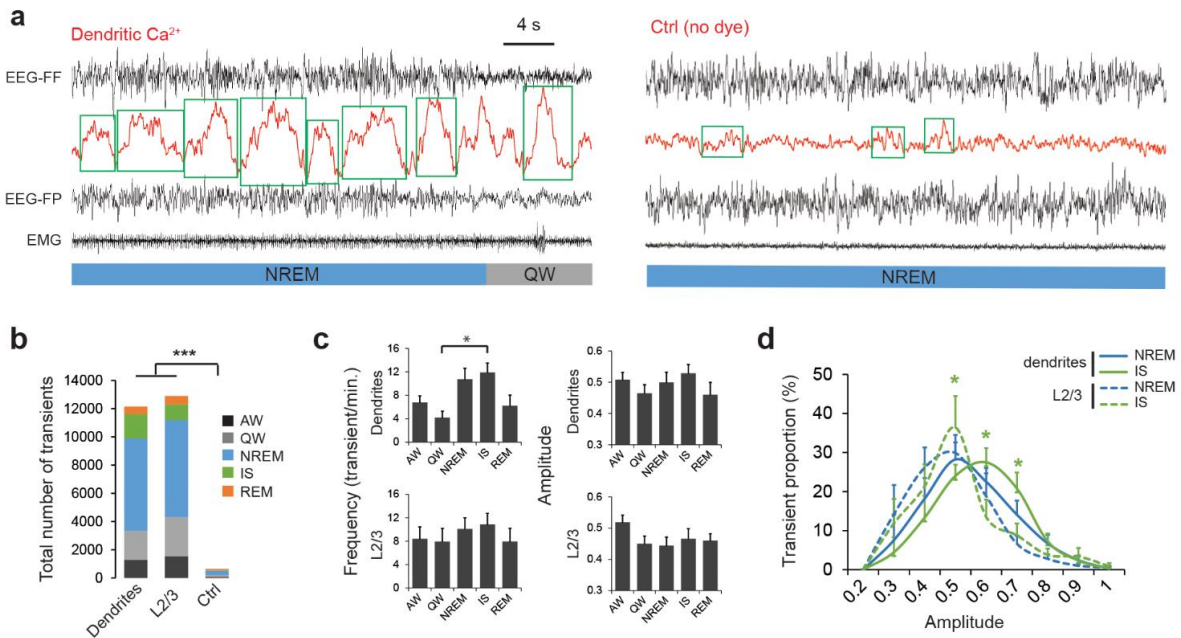 a
Dendritic Ca²⁺
4 s
Ctrl (no dye)
EEG-FF
EEG-FP
EMG
NREM
QW
NREM
b
***
Total number of transients
14000
12000
10000
8000
6000
4000
2000
0
AW
QW
NREM
IS
REM
Dendrites
L2/3
Ctrl
c
Frequency (transient/min.)
Dendrites
16
12
8
4
0
*
AW
QW
NREM
IS
REM
L2/3
16
12
8
4
0
AW
QW
NREM
IS
REM
Amplitude
Dendrites
0.6
0.5
0.4
0.3
AW
QW
NREM
IS
REM
L2/3
0.6
0.5
0.4
0.3
AW
QW
NREM
IS
REM
d
dendrites
NREM
IS
L2/3
NREM
IS
Transient proportion (%)
50
40
30
20
10
0
*
*
*
0.2
0.3
0.4
0.5
0.6
0.7
0.8
0.9
1
Amplitude